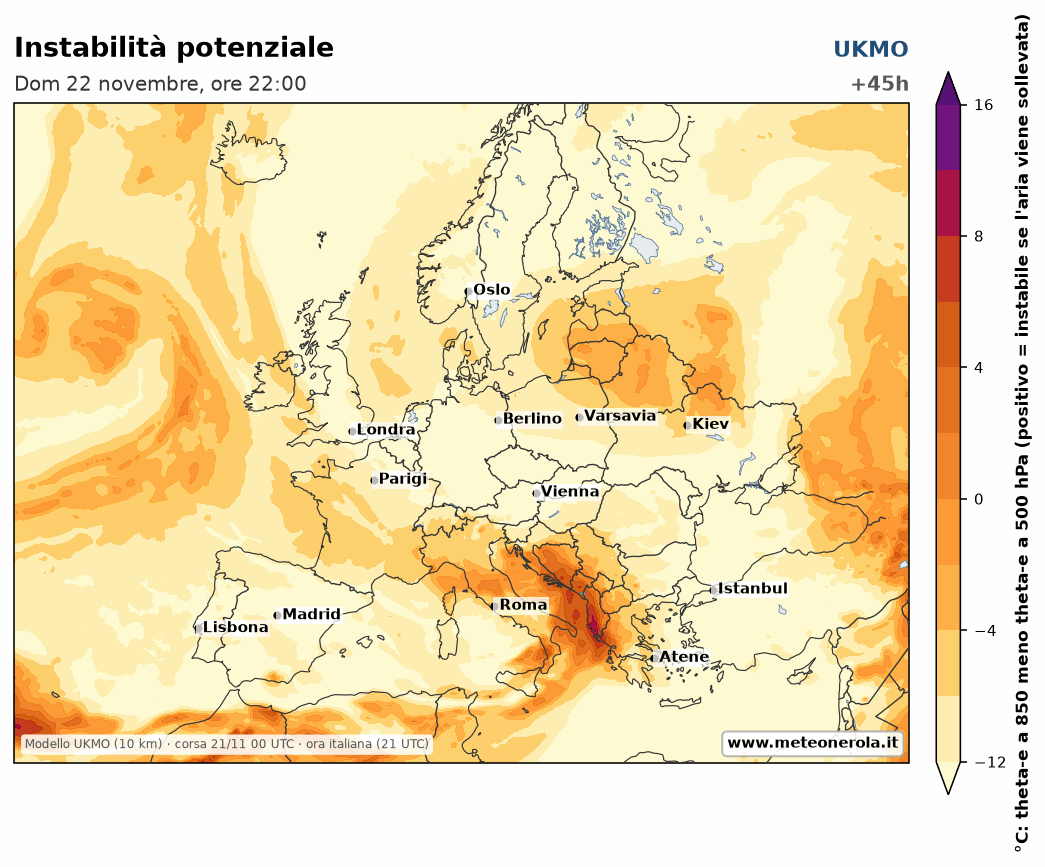 Instabilità potenziale
UKMO
Dom 22 novembre, ore 22:00
+45h
Oslo
Berlino
Varsavia
Kiev
Londra
Parigi
Vienna
Istanbul
Roma
Madrid
Lisbona
Atene
Modello UKMO (10 km) · corsa 21/11 00 UTC · ora italiana (21 UTC)
www.meteonerola.it
16
8
4
0
−4
−12
°C: theta-e a 850 meno theta-e a 500 hPa (positivo = instabile se l'aria viene sollevata)